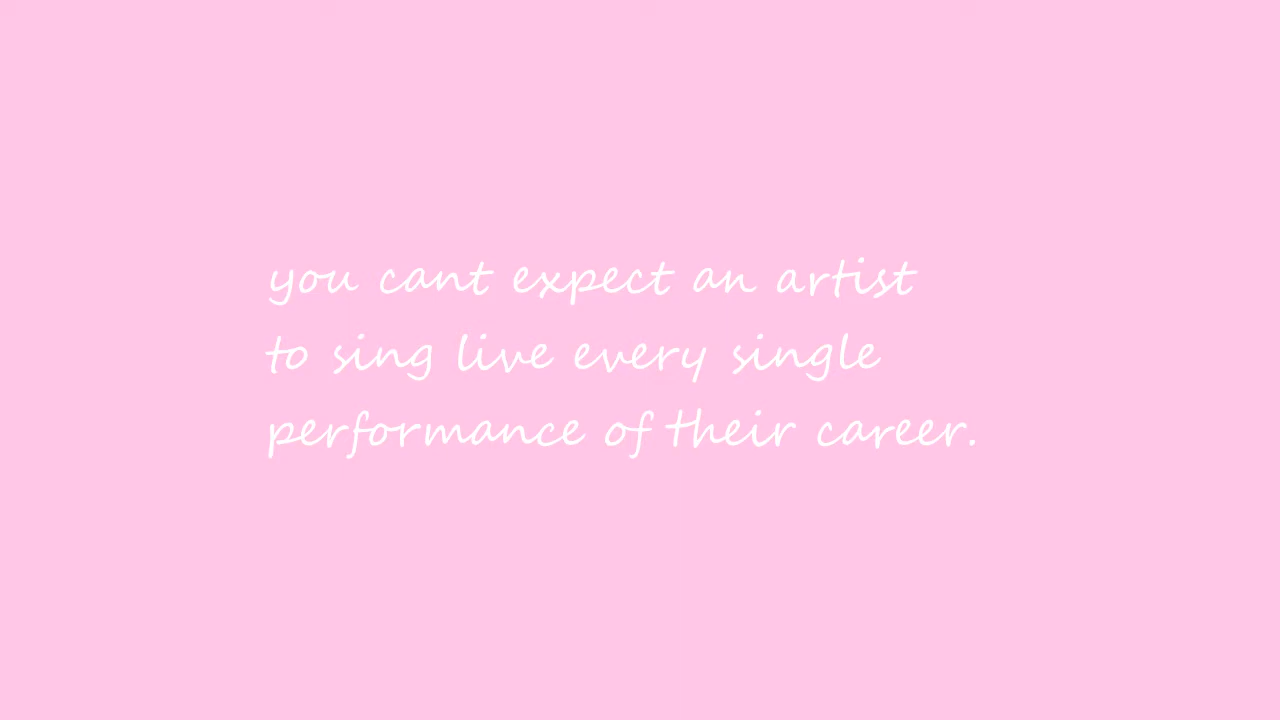 you cant expect an artist
to sing live every single
performance of their career.